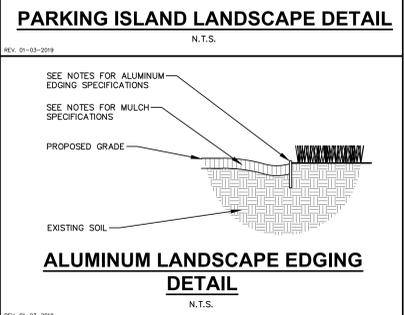 PARKING ISLAND LANDSCAPE DETAIL
N.T.S.
REV. 01-03-2019
SEE NOTES FOR ALUMINUM
EDGING SPECIFICATIONS
SEE NOTES FOR MULCH
SPECIFICATIONS
PROPOSED GRADE
EXISTING SOIL
ALUMINUM LANDSCAPE EDGING
DETAIL
N.T.S.